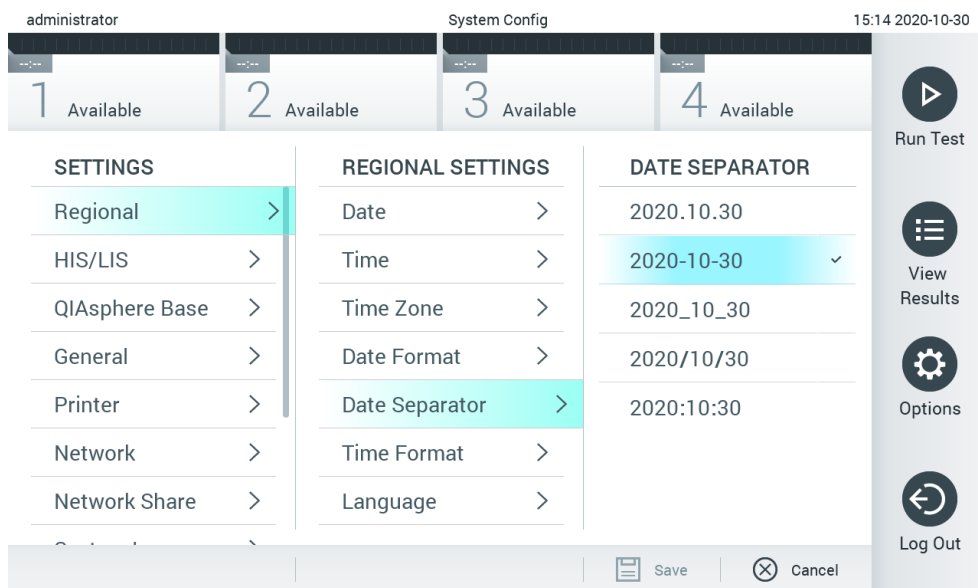 administrator
System Config
15:14 2020-10-30
--:--
1 Available
--:--
2 Available
--:--
3 Available
--:--
4 Available
SETTINGS
Regional
HIS/LIS
QIAsphere Base
General
Printer
Network
Network Share
REGIONAL SETTINGS
Date
Time
Time Zone
Date Format
Date Separator
Time Format
Language
DATE SEPARATOR
2020.10.30
2020-10-30
2020_10_30
2020/10/30
2020:10:30
Run Test
View
Results
Options
Log Out
Save
Cancel